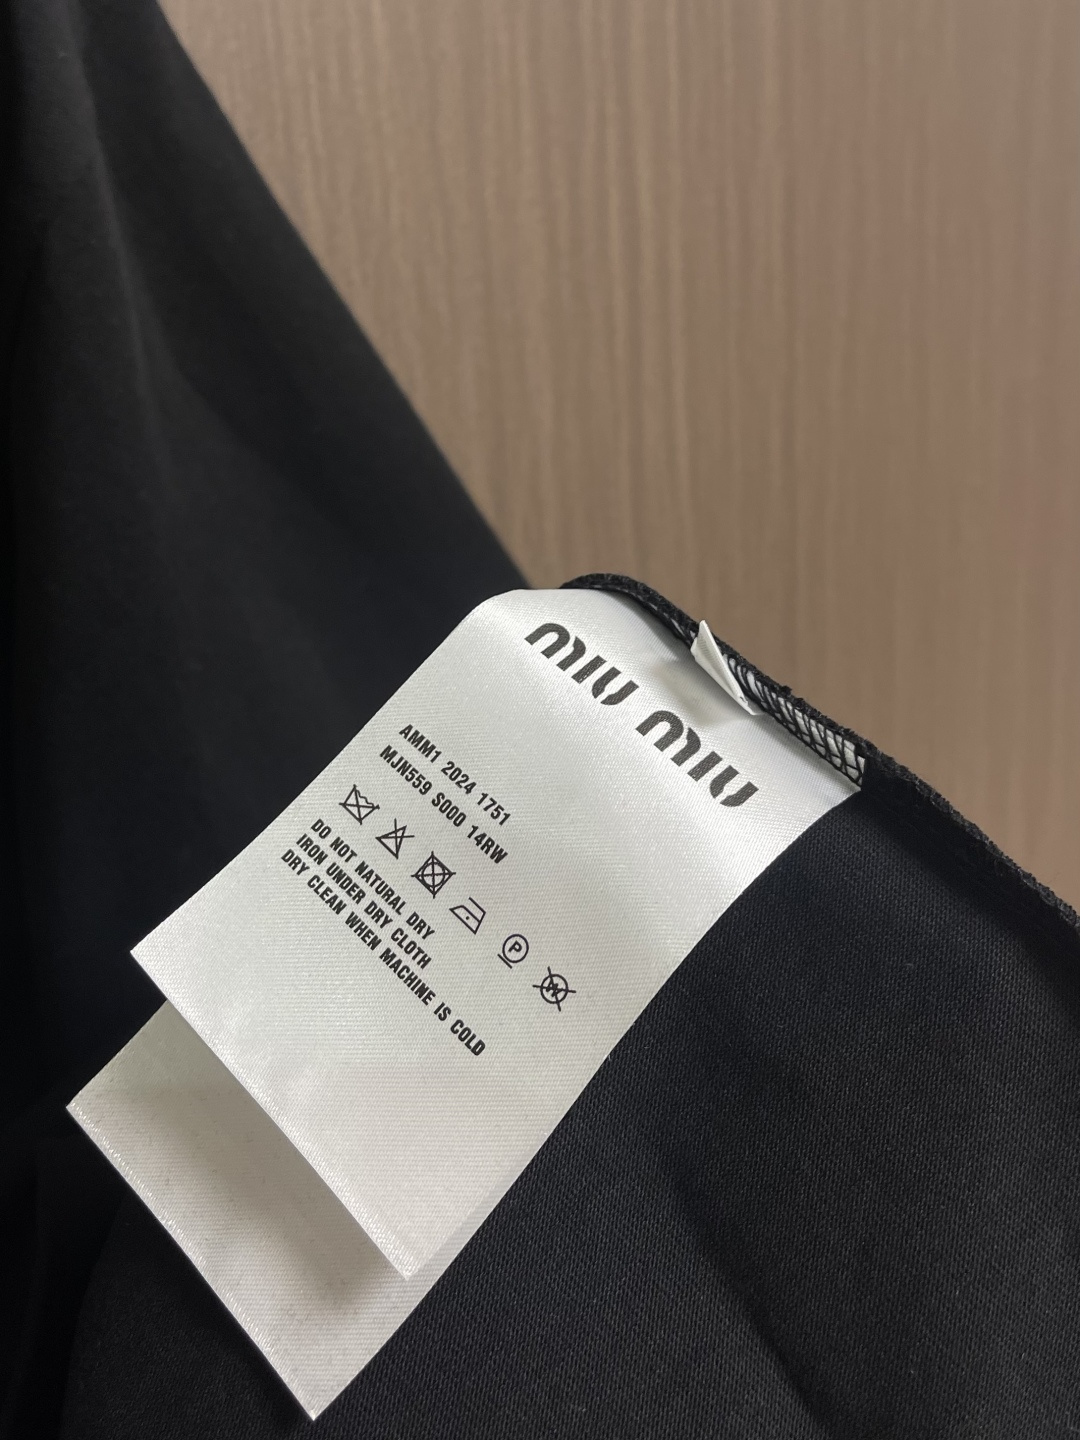 MIU MIU
AMM1 2024 1751
MJN559 S000 14RW
P
W
DO NOT NATURAL DRY
IRON UNDER DRY CLOTH
DRY CLEAN WHEN MACHINE IS COLD